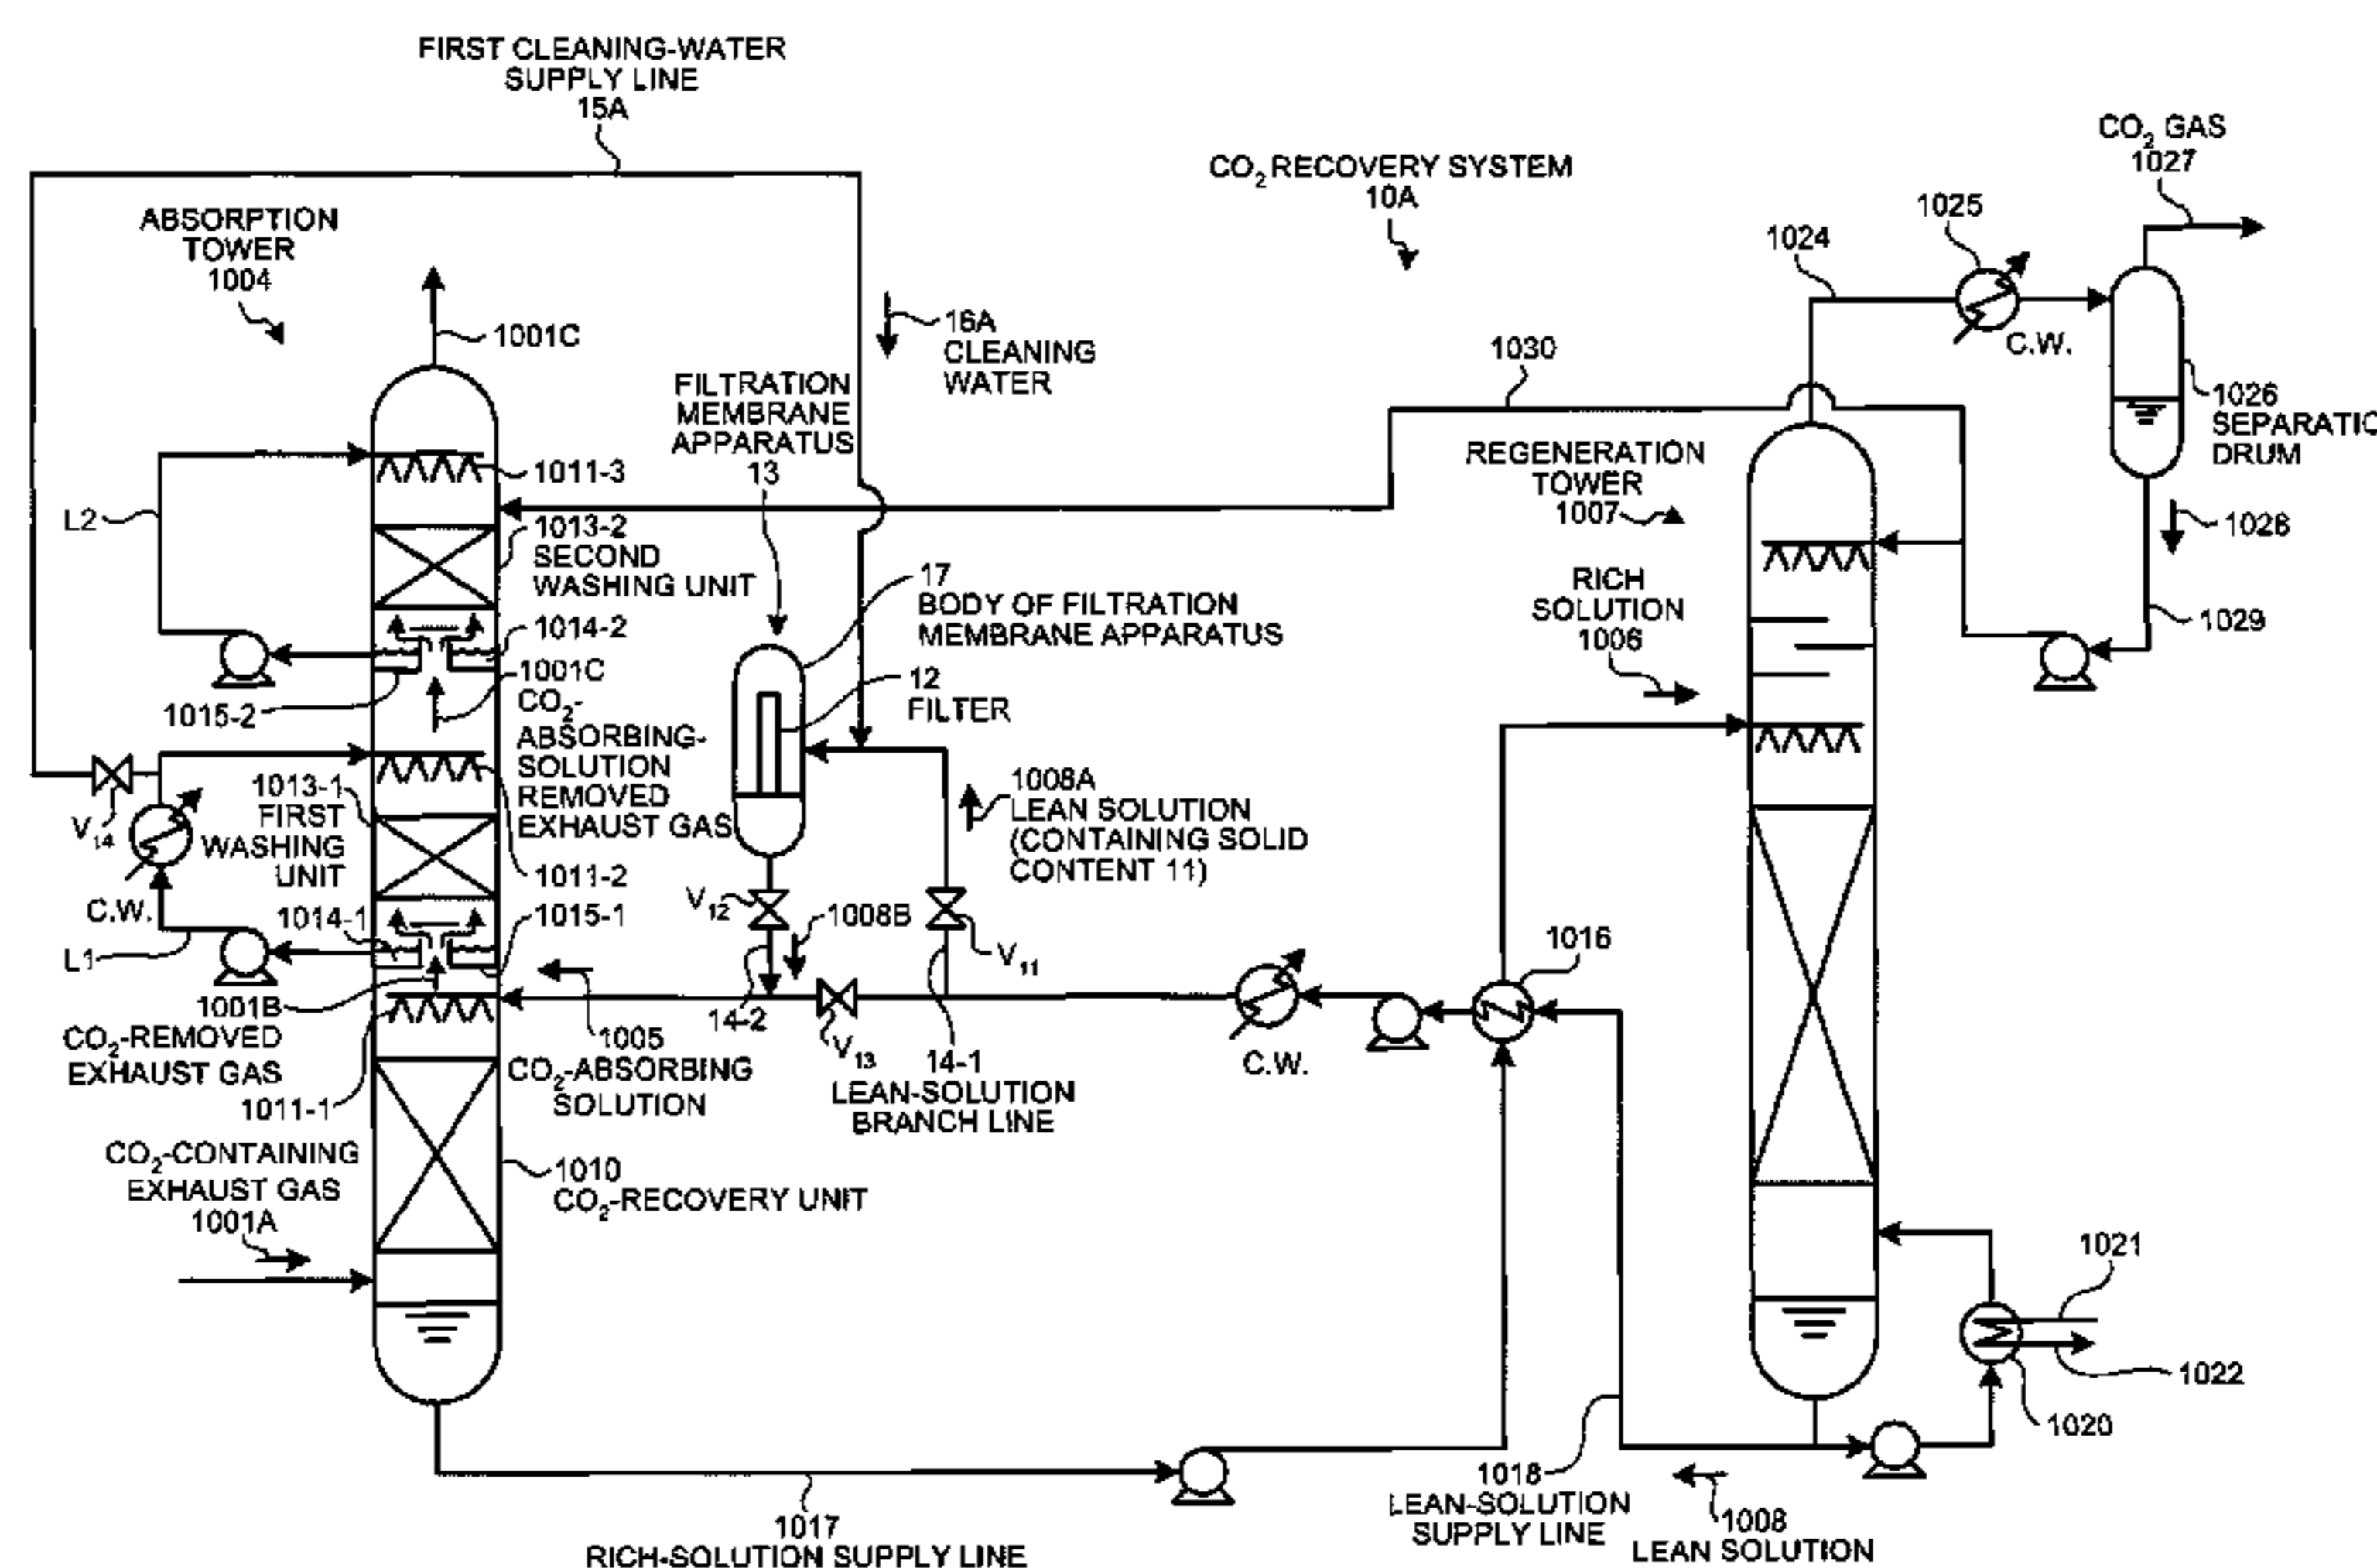 FIRST CLEANING-WATER
SUPPLY LINE
15A
CO2 GAS
1027
CO2 RECOVERY SYSTEM
10A
ABSORPTION
TOWER
1004
1025
1024
1001C
16A
CLEANING
WATER
C.W.
1030
FILTRATION
MEMBRANE
APPARATUS
13
1026
SEPARATIO
DRUM
REGENERATION
TOWER
1007
1011-3
L2
1013-2
SECOND
WASHING UNIT
1028
17
BODY OF FILTRATION
MEMBRANE APPARATUS
RICH
SOLUTION
1006
1014-2
1029
1001C
CO2-
ABSORBING-
SOLUTION
REMOVED
EXHAUST GAS
12
FILTER
1015-2
1013-1
FIRST
WASHING
UNIT
V14
1008A
LEAN SOLUTION
(CONTAINING SOLID
CONTENT 11)
1011-2
C.W.
1014-1
1015-1
V12
1008B
V11
1016
L1
1001B
CO2-REMOVED
EXHAUST GAS
1011-1
1005
CO2-ABSORBING
SOLUTION
14-2
V13
14-1
LEAN-SOLUTION
BRANCH LINE
C.W.
CO2-CONTAINING
EXHAUST GAS
1001A
1010
CO2-RECOVERY UNIT
1021
1022
1020
1018
LEAN-SOLUTION
SUPPLY LINE
1008
LEAN SOLUTION
1017
RICH-SOLUTION SUPPLY LINE